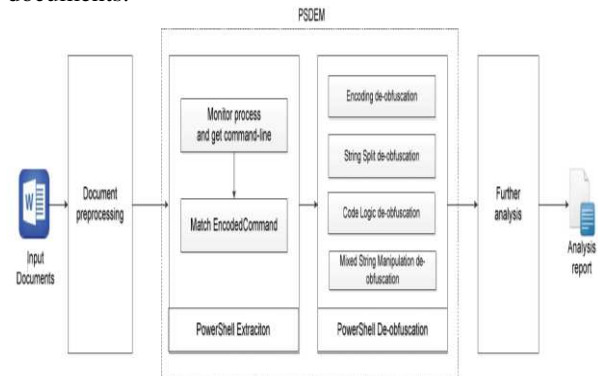 documents.
PSDEM
Monitor process
and get command-line
Match EncodedCommand
PowerShell Extraciton
Encoding de-obfuscation
String Split de-obfuscation
Code Logic de-obfuscation
Mixed String Manipulation de-
obfuscation
PowerShell De-obfuscation
W
Input
Documents
Document
preprocessing
Further
analysis
Analysis
report